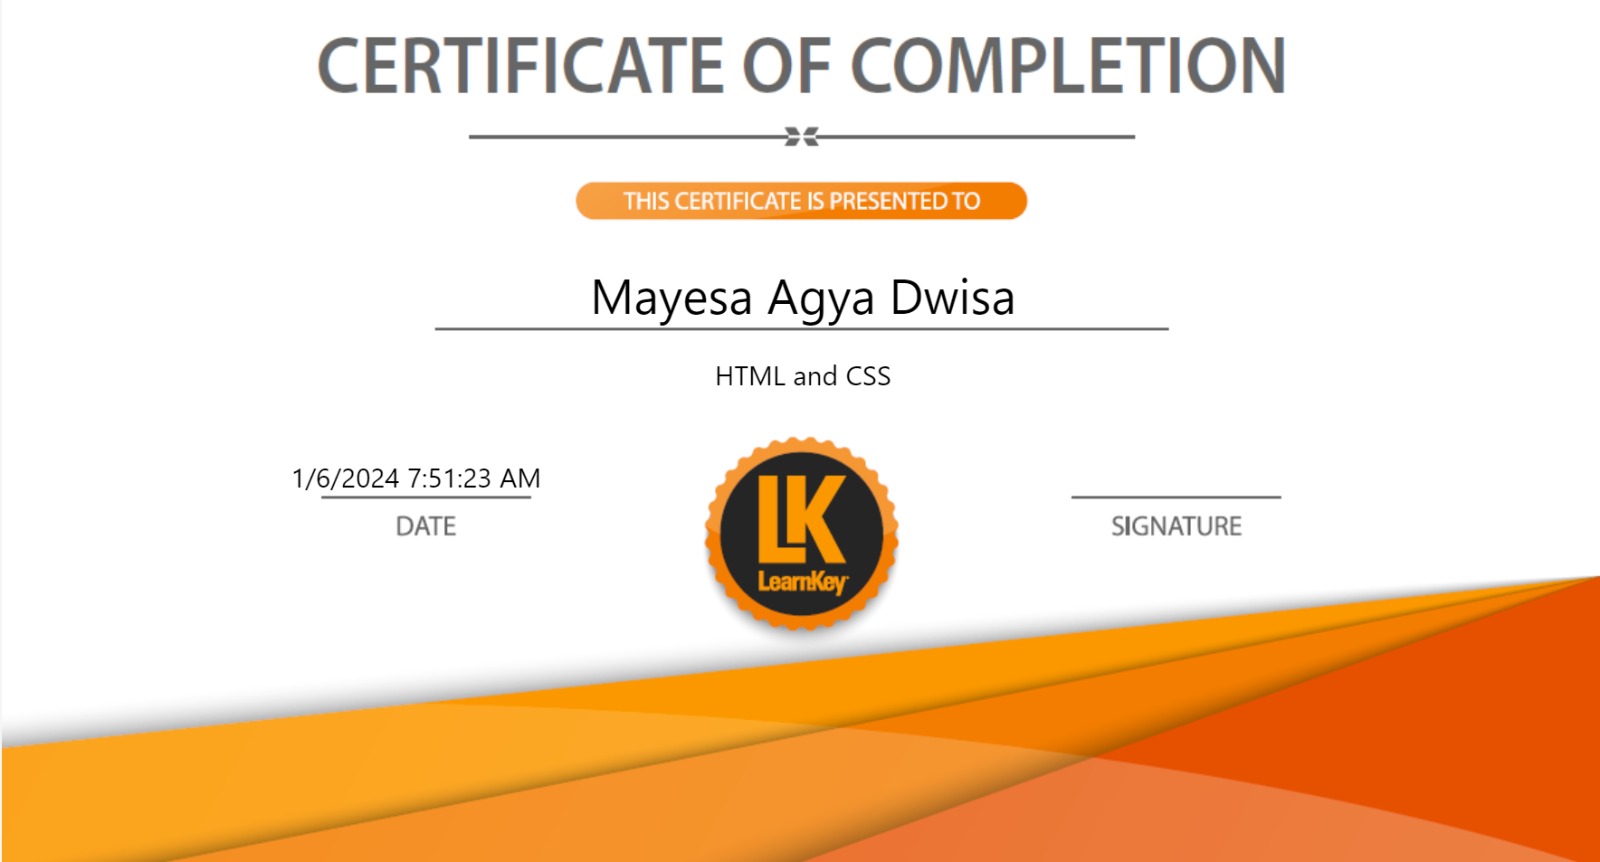 CERTIFICATE OF COMPLETION
THIS CERTIFICATE IS PRESENTED TO
Mayesa Agya Dwisa
HTML and CSS
1/6/2024 7:51:23 AM
DATE
LK
LearnKey
SIGNATURE